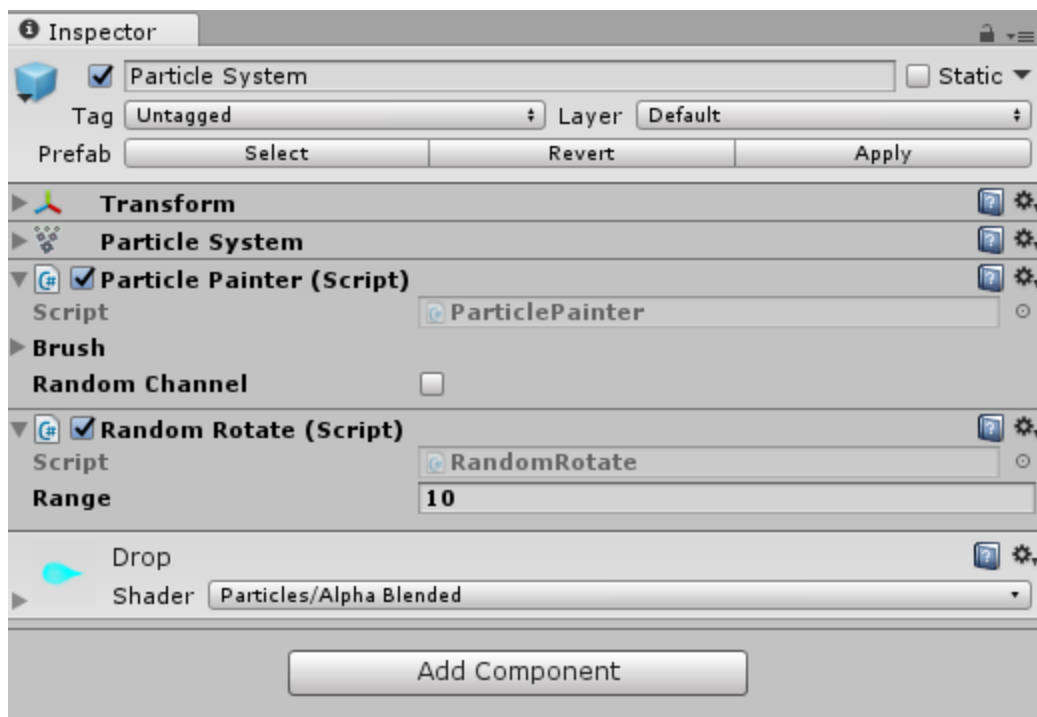 Inspector
Particle System Static
Tag Untagged Layer Default
Prefab Select Revert Apply
Transform
Particle System
Particle Painter (Script)
Script ParticlePainter
Brush
Random Channel
Random Rotate (Script)
Script RandomRotate
Range 10
Drop
Shader Particles/Alpha Blended
Add Component